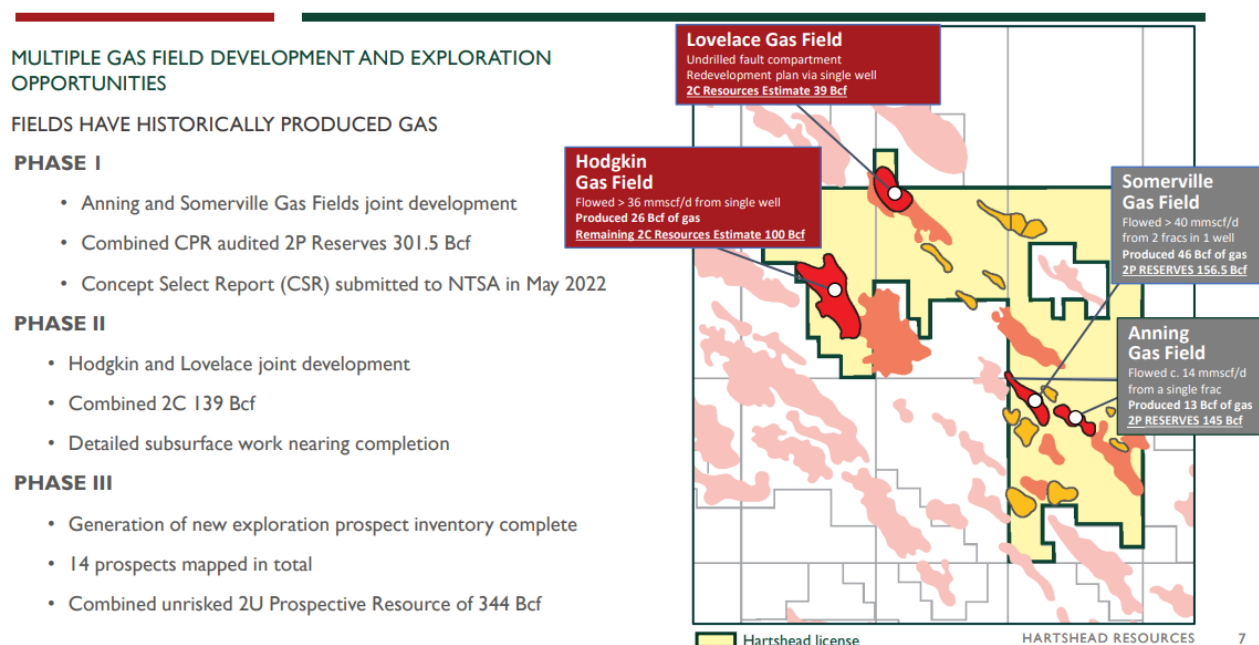 MULTIPLE GAS FIELD DEVELOPMENT AND EXPLORATION
OPPORTUNITIES
FIELDS HAVE HISTORICALLY PRODUCED GAS
PHASE I
• Anning and Somerville Gas Fields joint development
• Combined CPR audited 2P Reserves 301.5 Bcf
• Concept Select Report (CSR) submitted to NTSA in May 2022
PHASE II
• Hodgkin and Lovelace joint development
• Combined 2C 139 Bcf
• Detailed subsurface work nearing completion
PHASE III
• Generation of new exploration prospect inventory complete
• 14 prospects mapped in total
• Combined unrisked 2U Prospective Resource of 344 Bcf
Lovelace Gas Field
Undrilled fault compartment
Redevelopment plan via single well
2C Resources Estimate 39 Bcf
Hodgkin
Gas Field
Flowed > 36 mmscf/d from single well
Produced 26 Bcf of gas
Remaining 2C Resources Estimate 100 Bcf
Somerville
Gas Field
Flowed > 40 mmscf/d
from 2 fracs in 1 well
Produced 46 Bcf of gas
2P RESERVES 156.5 Bcf
Anning
Gas Field
Flowed c. 14 mmscf/d
from a single frac
Produced 13 Bcf of gas
2P RESERVES 145 Bcf
Hartshead license
HARTSHEAD RESOURCES 7